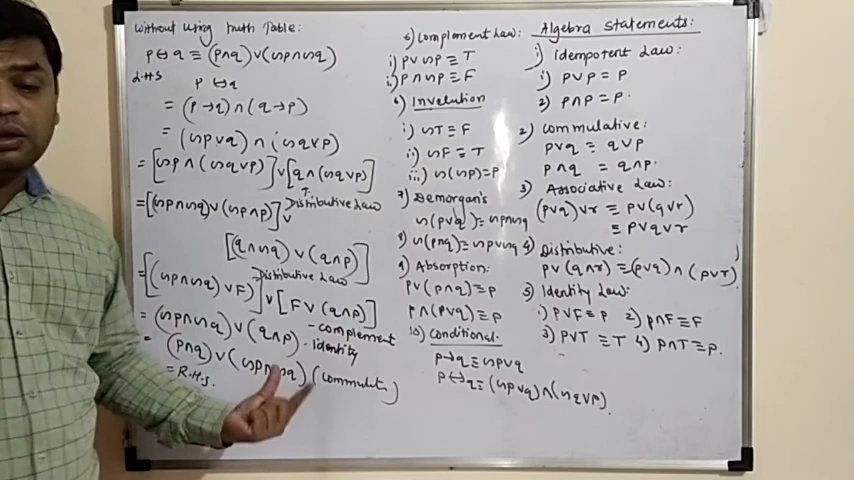 Without using truth Table:
p↔q ≡ (p∧q)∨(∽p∧∽q)
L.H.S
p ↔ q
= (p→q)∧(q→p)
= (∽p∨q)∧(∽q∨p)
=[∽p∧(∽q∨p)]∨[q∧(∽q∨p)]
Distributive Law
=[(∽p∧∽q)∨(∽p∧p)]∨
[(q∧∽q)∨(q∧p)]
Distributive Law
=[(∽p∧∽q)∨F)]∨[F∨(q∧p)]
= (∽p∧∽q)∨(q∧p) - complement
- Identity
= (p∧q)∨(∽p∧∽q) (commutity)
= R.H.S.
5) Complement Law:
i) p∨∽p ≡ T
ii) p∧∽p ≡ F
6) Involution
i) ∽T ≡ F
ii) ∽F ≡ T
iii) ∽(∽p)=p
7) Demorgan's
∽(p∨q)≡∽p∧∽q
8) ∽(p∧q)≡∽p∨∽q
9) Absorption:
p∨(p∧q)≡p
p∧(p∨q)≡p
10) Conditional.
p→q≡∽p∨q
p↔q≡(∽p∨q)∧(∽q∨p).
Algebra Statements:
1) Idempotent Law:
1) p∨p = p
2) p∧p = p.
2) Commutative:
p∨q ≡ q∨p
p∧q = q∧p.
3) Associative Law:
(p∨q)∨r ≡ p∨(q∨r)
≡ p∨q∨r
4) Distributive:
p∨(q∧r)≡(p∨q)∧(p∨r)
5) Identity Law:
1) p∨F≡p 2) p∧F≡F
3) p∨T≡T 4) p∧T≡p.